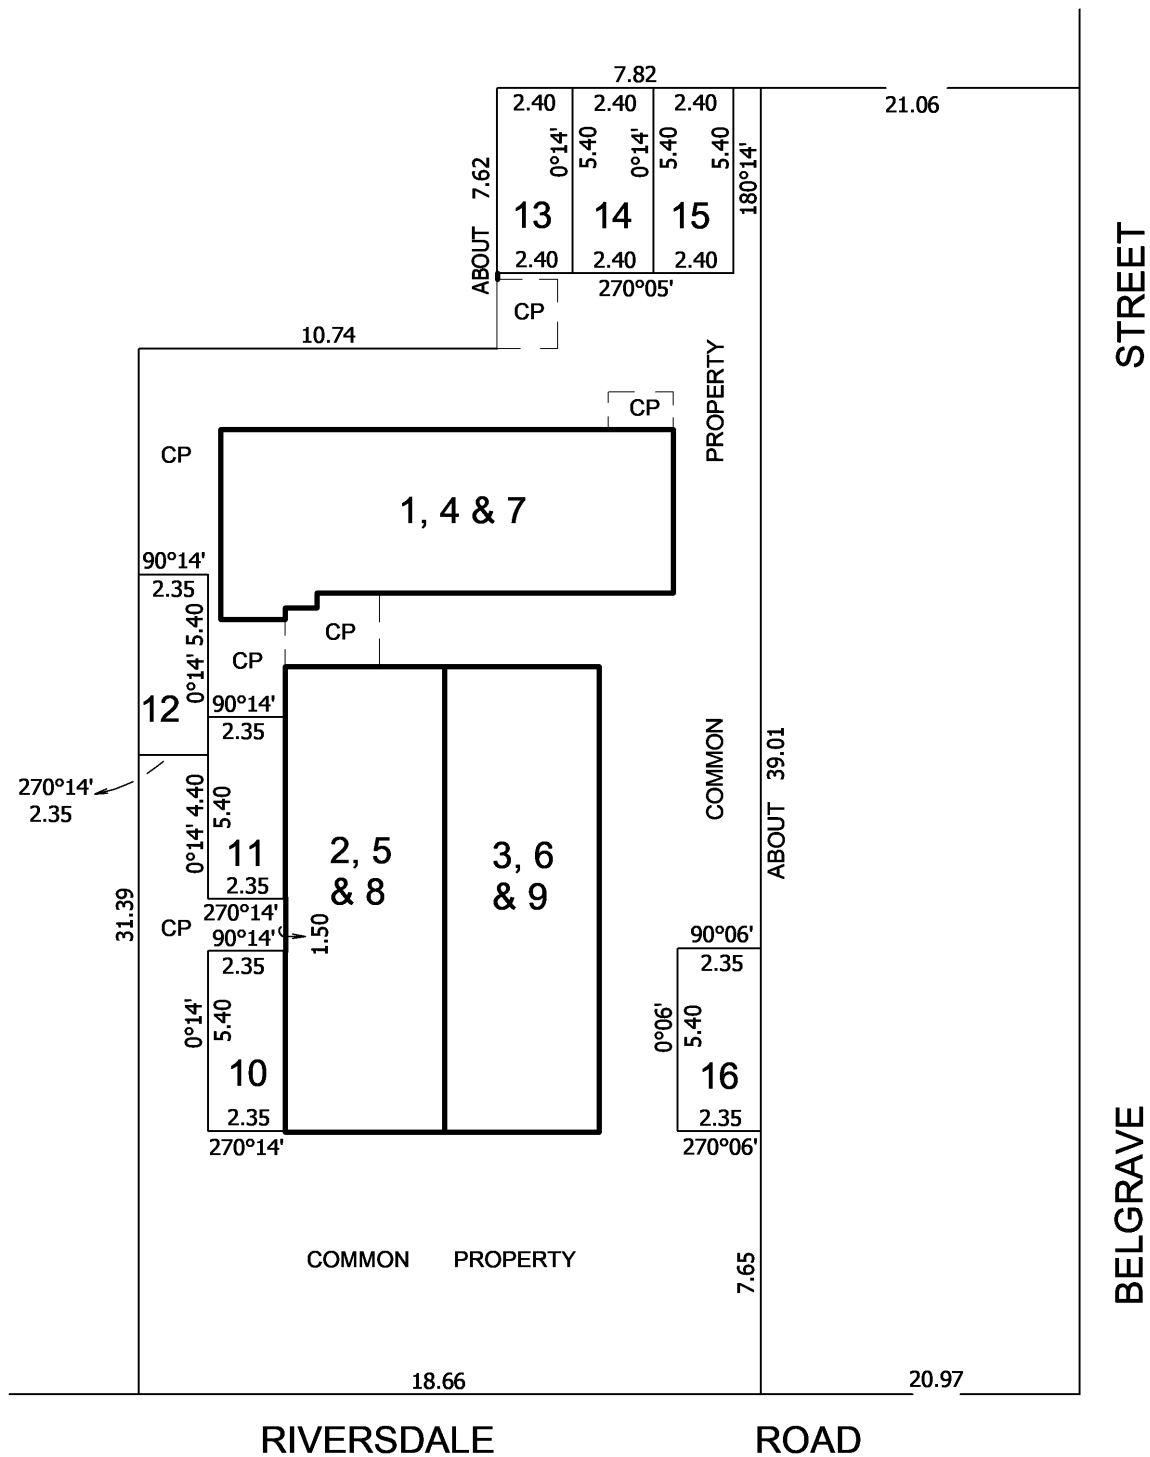 7.82
21.06
2.40 2.40 2.40
0°14' 5.40 0°14' 5.40 5.40 180°14'
ABOUT 7.62
13 14 15
2.40 2.40 2.40
270°05'
CP
10.74
STREET
PROPERTY
CP
CP
1, 4 & 7
90°14'
2.35
0°14' 5.40
CP
CP
12
90°14'
2.35
COMMON
ABOUT 39.01
270°14'
2.35
0°14' 4.40
5.40
11
2, 5
& 8
3, 6
& 9
2.35
270°14'
31.39
CP
1.50
90°14'
2.35
90°06'
2.35
0°14'
5.40
0°06'
5.40
10
16
2.35
270°14'
2.35
270°06'
BELGRAVE
COMMON PROPERTY
7.65
18.66
20.97
RIVERSDALE ROAD